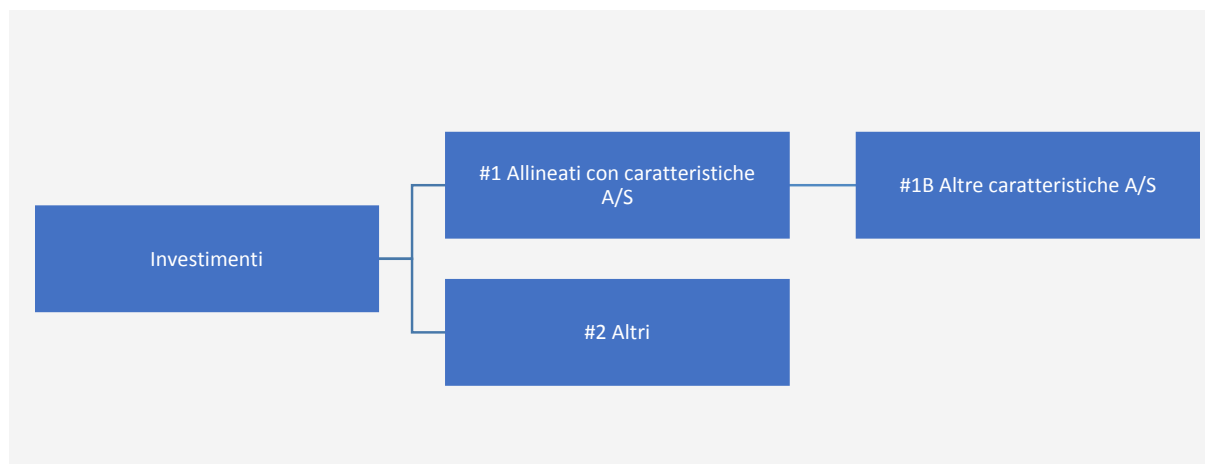 #1 Allineati con caratteristiche
A/S
#1B Altre caratteristiche A/S
Investimenti
#2 Altri